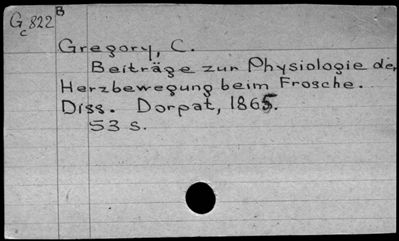 B
G 822
c
Gregory, C.
Beiträge zur Physiologie der
Herzbewegung beim Frosche.
Diss. Dorpat, 1865.
53 s.